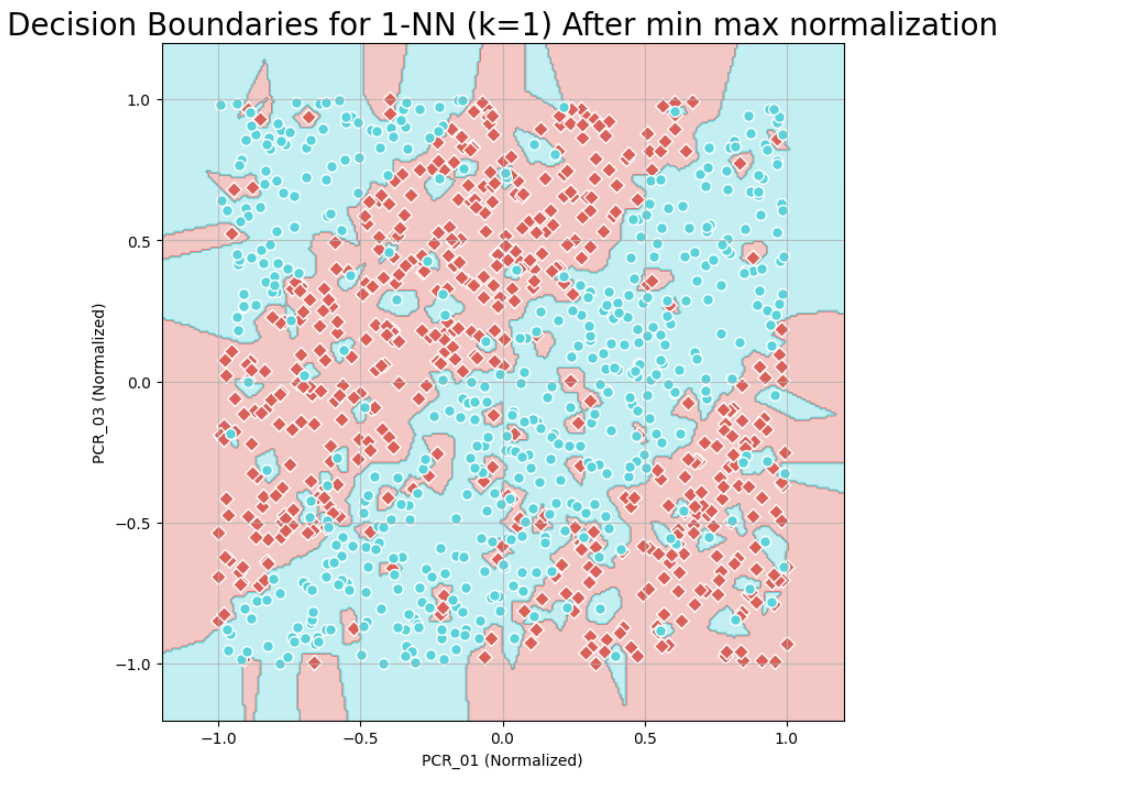 Decision Boundaries for 1-NN (k=1) After min max normalization
1.0
0.5
0.0
−0.5
−1.0
PCR_03 (Normalized)
−1.0 −0.5 0.0 0.5 1.0
PCR_01 (Normalized)